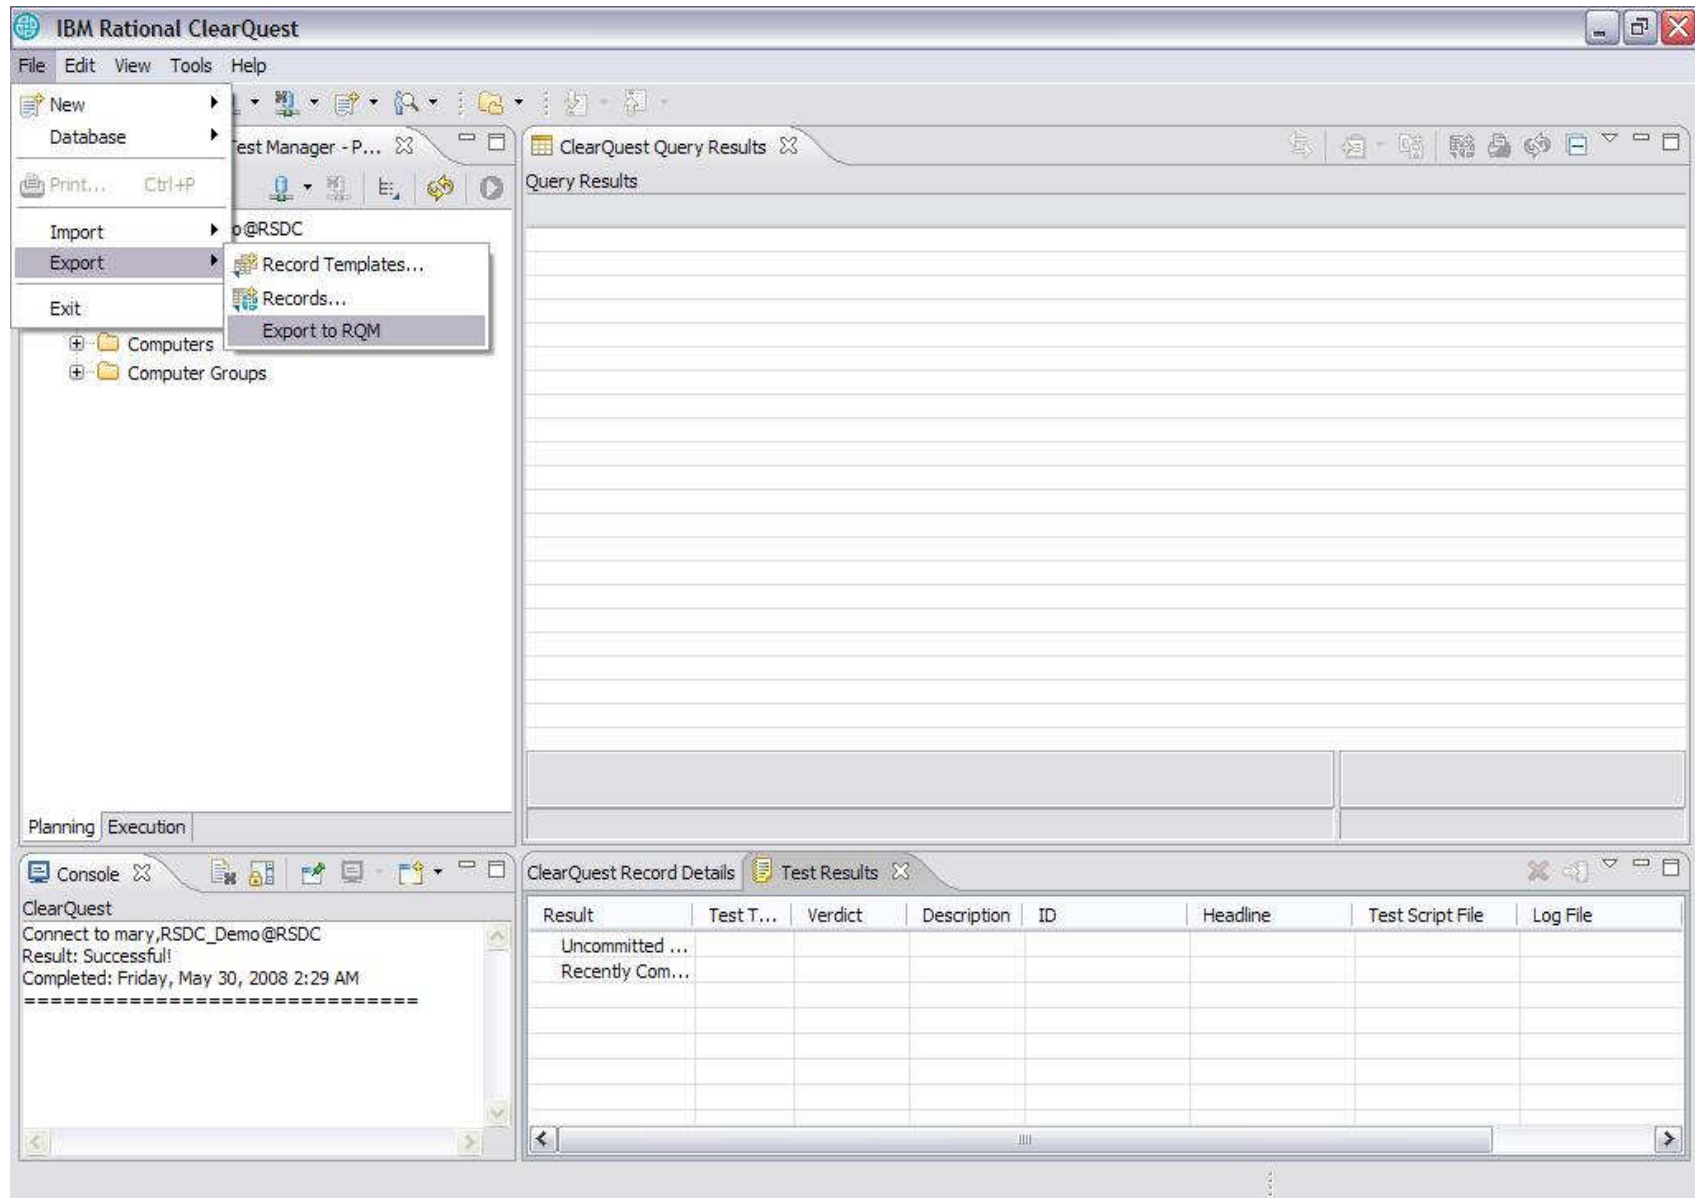 IBM Rational ClearQuest
File Edit View Tools Help
New
Database
Print... Ctrl+P
Import
Export
Exit
Record Templates...
Records...
Export to RQM
est Manager - P...
o@RSDC
Computers
Computer Groups
Planning Execution
ClearQuest Query Results
Query Results
Console
ClearQuest
Connect to mary,RSDC_Demo@RSDC
Result: Successful!
Completed: Friday, May 30, 2008 2:29 AM
==============================
ClearQuest Record Details Test Results
Result Test T... Verdict Description ID Headline Test Script File Log File
Uncommitted ...
Recently Com...